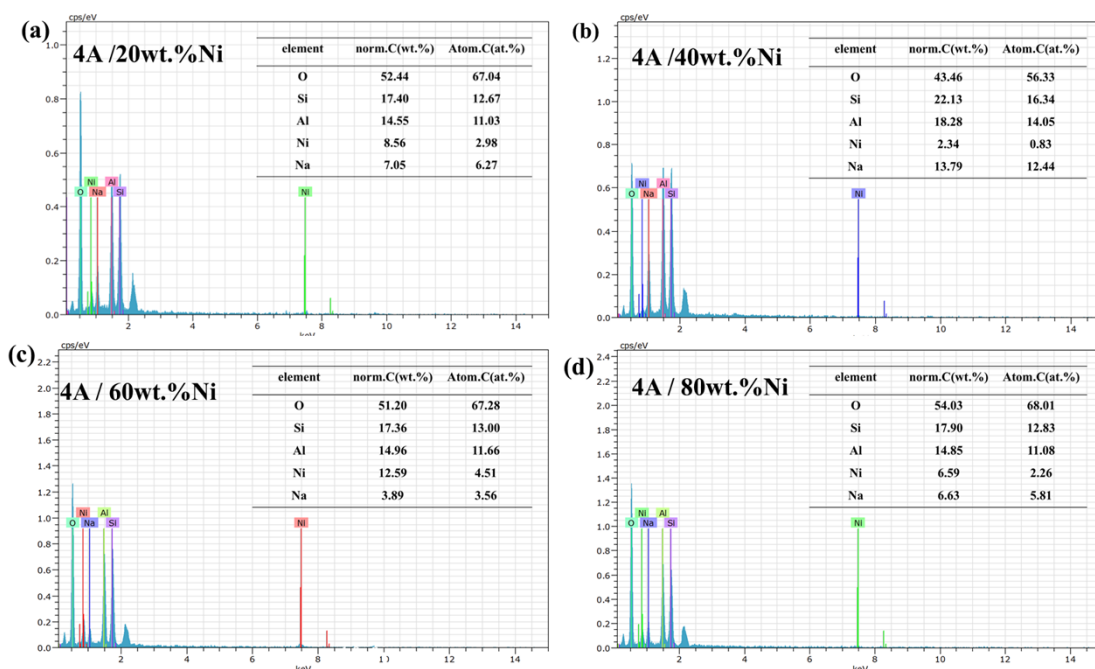 (a)
cps/eV
4A /20wt.%Ni
element norm.C(wt.%) Atom.C(at.%)
O 52.44 67.04
Si 17.40 12.67
Al 14.55 11.03
Ni 8.56 2.98
Na 7.05 6.27
1.0
0.8
0.6
0.4
0.2
0.0
Ni Al
O Na Si
Ni
2 4 6 8 10 12 14
keV
(b)
cps/eV
4A /40wt.%Ni
element norm.C(wt.%) Atom.C(at.%)
O 43.46 56.33
Si 22.13 16.34
Al 18.28 14.05
Ni 2.34 0.83
Na 13.79 12.44
1.2
1.0
0.8
0.6
0.4
0.2
0.0
Ni Al
O Na Si
Ni
2 4 6 8 10 12 14
(c)
cps/eV
4A / 60wt.%Ni
element norm.C(wt.%) Atom.C(at.%)
O 51.20 67.28
Si 17.36 13.00
Al 14.96 11.66
Ni 12.59 4.51
Na 3.89 3.56
2.2
2.0
1.8
1.6
1.4
1.2
1.0
0.8
0.6
0.4
0.2
0.0
Ni Al
O Na Si
Ni
2 4 6 8 10 12 14
keV
(d)
cps/eV
4A / 80wt.%Ni
element norm.C(wt.%) Atom.C(at.%)
O 54.03 68.01
Si 17.90 12.83
Al 14.85 11.08
Ni 6.59 2.26
Na 6.63 5.81
2.4
2.2
2.0
1.8
1.6
1.4
1.2
1.0
0.8
0.6
0.4
0.2
0.0
Ni Al
O Na Si
Ni
2 4 6 8 10 12 14
keV